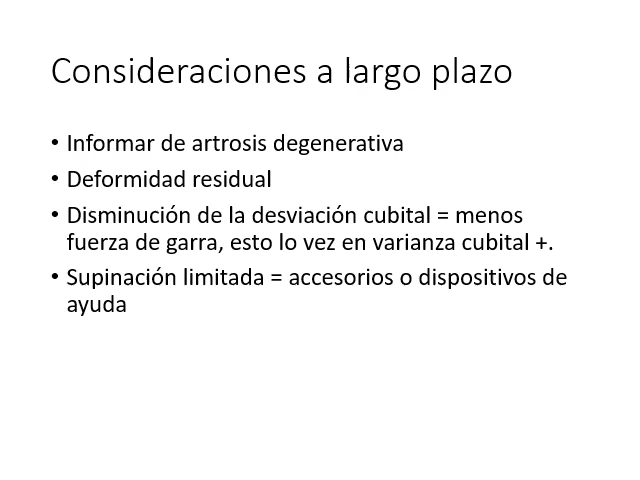 Consideraciones a largo plazo
• Informar de artrosis degenerativa
• Deformidad residual
• Disminución de la desviación cubital = menos
fuerza de garra, esto lo vez en varianza cubital +.
• Supinación limitada = accesorios o dispositivos de
ayuda